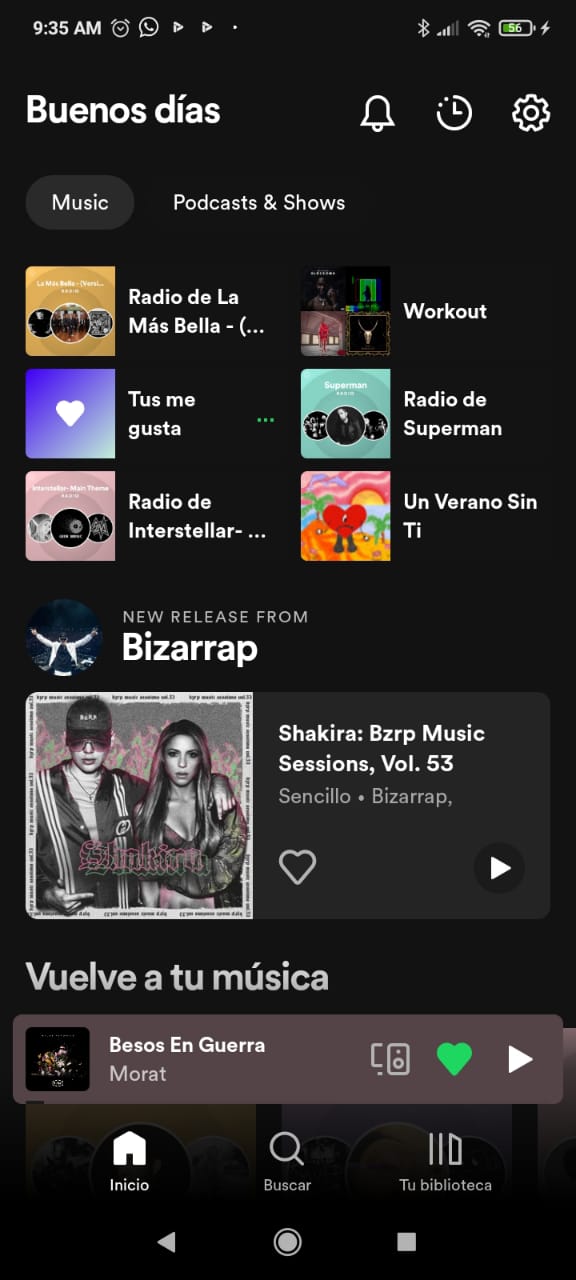 9:35 AM
56
Buenos días
Music
Podcasts & Shows
La Más Bella - (Versi...
RADIO
Radio de La
Más Bella - (...
Workout
Tus me
gusta
Superman
RADIO
Radio de
Superman
Interstellar- Main Theme
RADIO
Radio de
Interstellar- ...
Un Verano Sin
Ti
NEW RELEASE FROM
Bizarrap
bzrp music sessions vol.53
BZRP
Shakira
Shakira: Bzrp Music
Sessions, Vol. 53
Sencillo • Bizarrap,
Vuelve a tu música
Besos En Guerra
Morat
Inicio
Buscar
Tu biblioteca